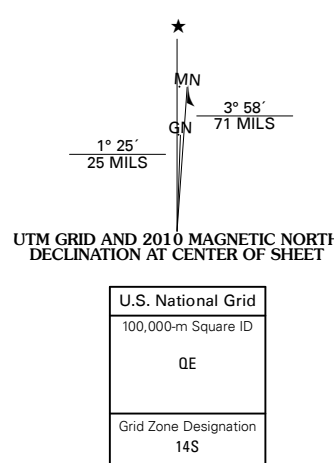 ★
MN
3° 58´
71 MILS
GN
1° 25´
25 MILS
UTM GRID AND 2010 MAGNETIC NORTH
DECLINATION AT CENTER OF SHEET
U.S. National Grid
100,000-m Square ID
QE
Grid Zone Designation
14S